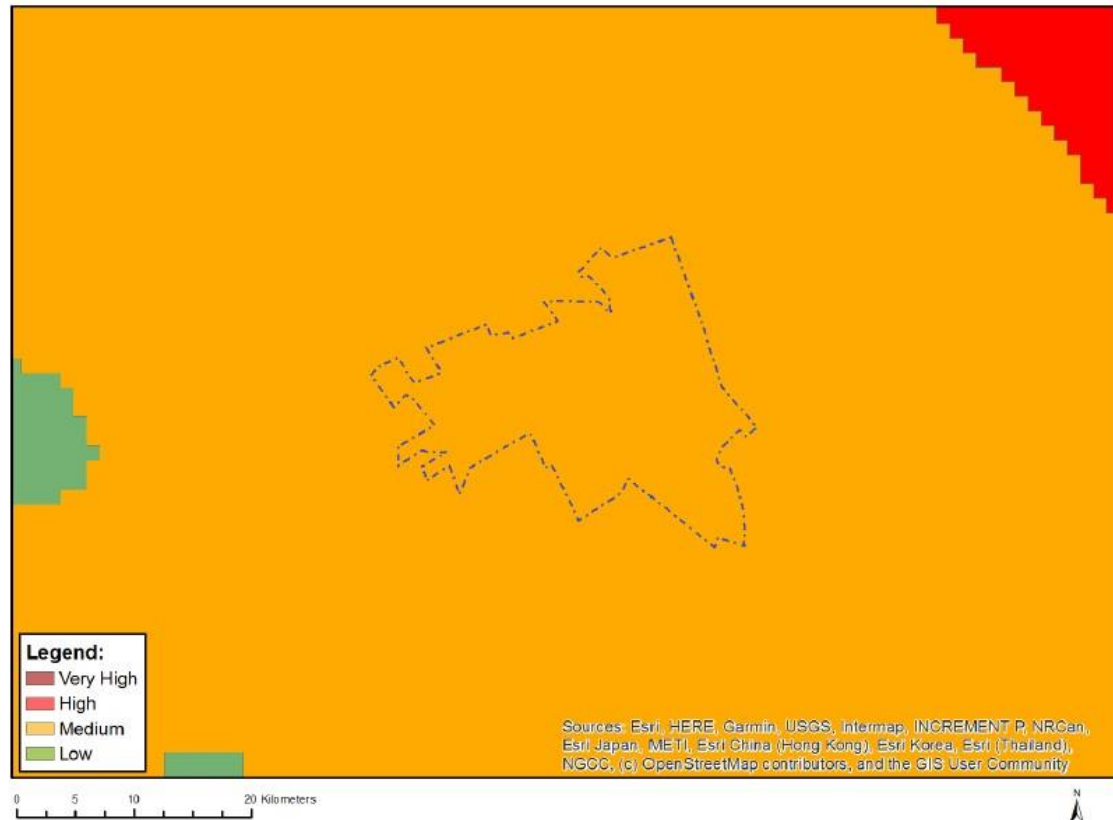 Legend:
Very High
High
Medium
Low
Sources: Esri, HERE, Garmin, USGS, Intermap, INCREMENT P, NRCan,
Esri Japan, METI, Esri China (Hong Kong), Esri Korea, Esri (Thailand),
NGCC, (c) OpenStreetMap contributors, and the GIS User Community
0 5 10 20 Kilometers
N